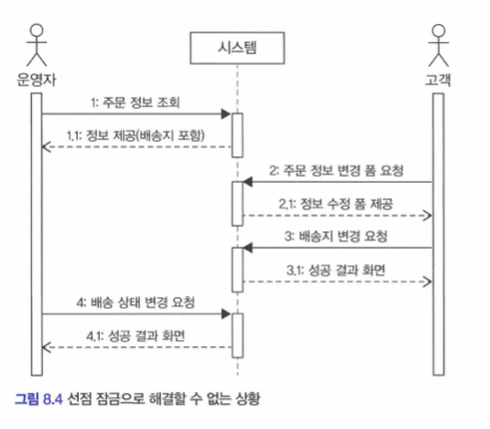 시스템
운영자
고객
1: 주문 정보 조회
1.1: 정보 제공(배송지 포함)
2: 주문 정보 변경 폼 요청
2.1: 정보 수정 폼 제공
3: 배송지 변경 요청
3.1: 성공 결과 화면
4: 배송 상태 변경 요청
4.1: 성공 결과 화면
그림 8.4 선점 잠금으로 해결할 수 없는 상황